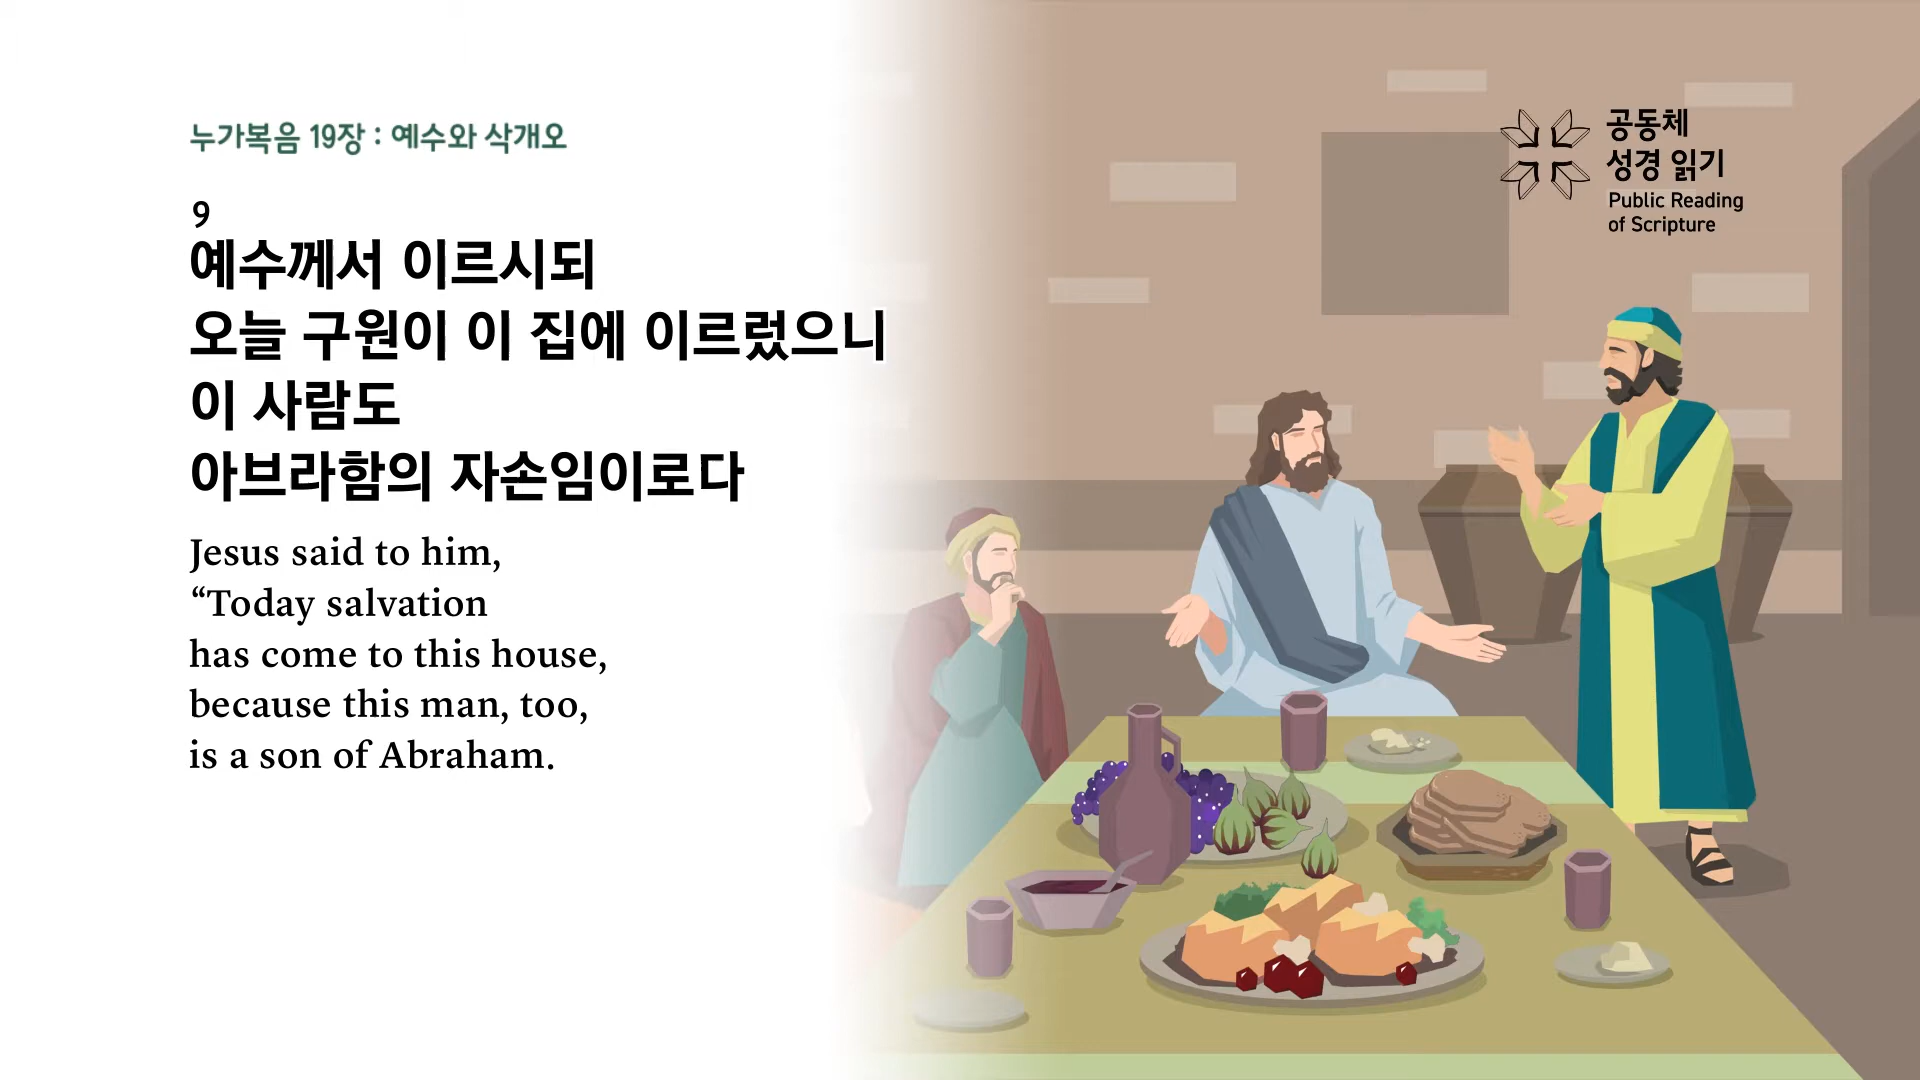 누가복음 19장 : 예수와 삭개오
9
예수께서 이르시되
오늘 구원이 이 집에 이르렀으니
이 사람도
아브라함의 자손임이로다
Jesus said to him,
“Today salvation
has come to this house,
because this man, too,
is a son of Abraham.
공동체
성경 읽기
Public Reading
of Scripture